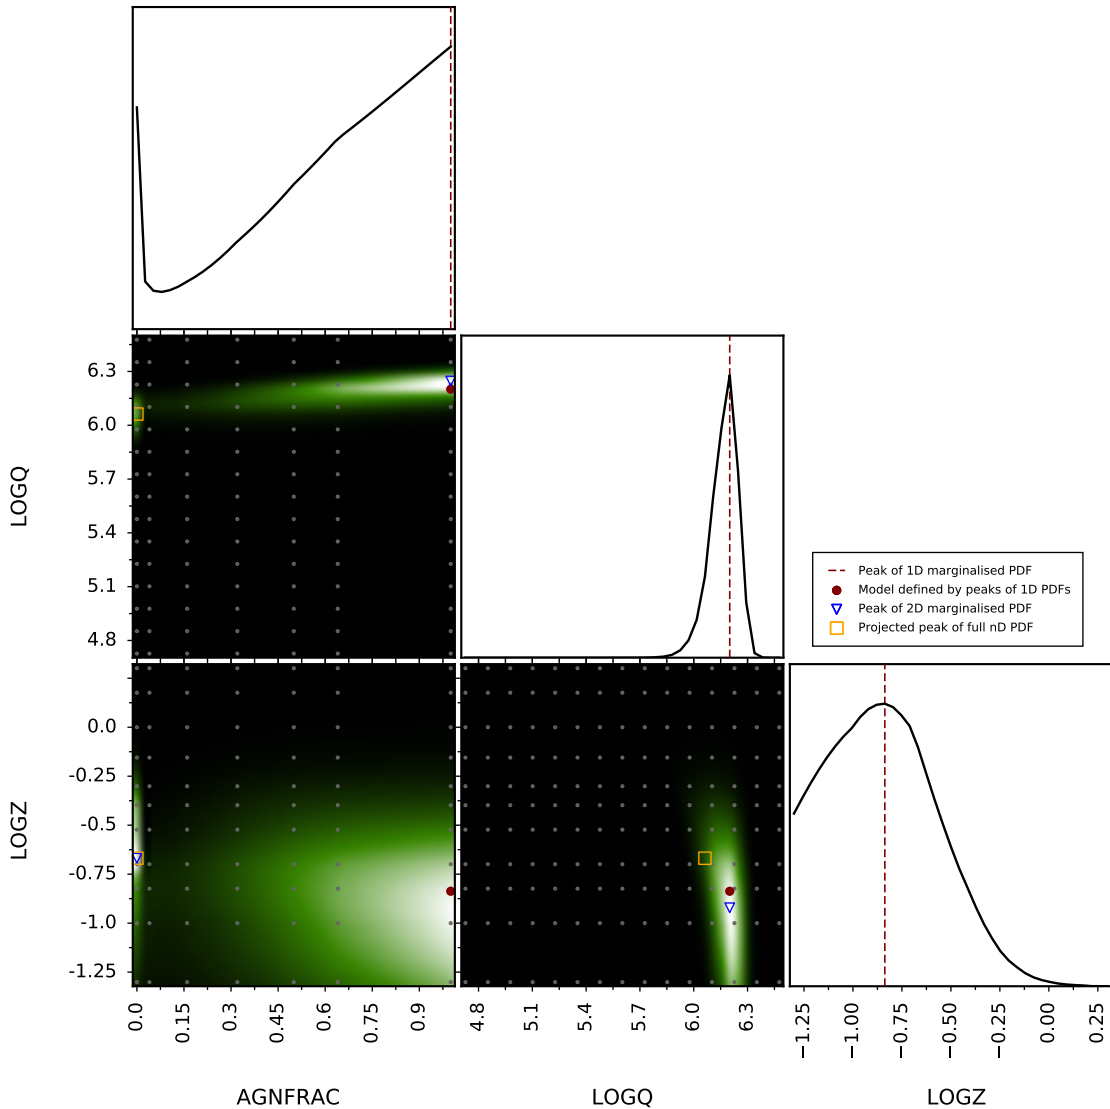 6.3
6.0
5.7
5.4
5.1
4.8
LOGQ
Peak of 1D marginalised PDF
Model defined by peaks of 1D PDFs
Peak of 2D marginalised PDF
Projected peak of full nD PDF
0.0
-0.25
-0.5
-0.75
-1.0
-1.25
LOGZ
0.0 0.15 0.3 0.45 0.6 0.75 0.9
4.8 5.1 5.4 5.7 6.0 6.3
−1.25 −1.00 −0.75 −0.50 −0.25 0.00 0.25
AGNFRAC LOGQ LOGZ